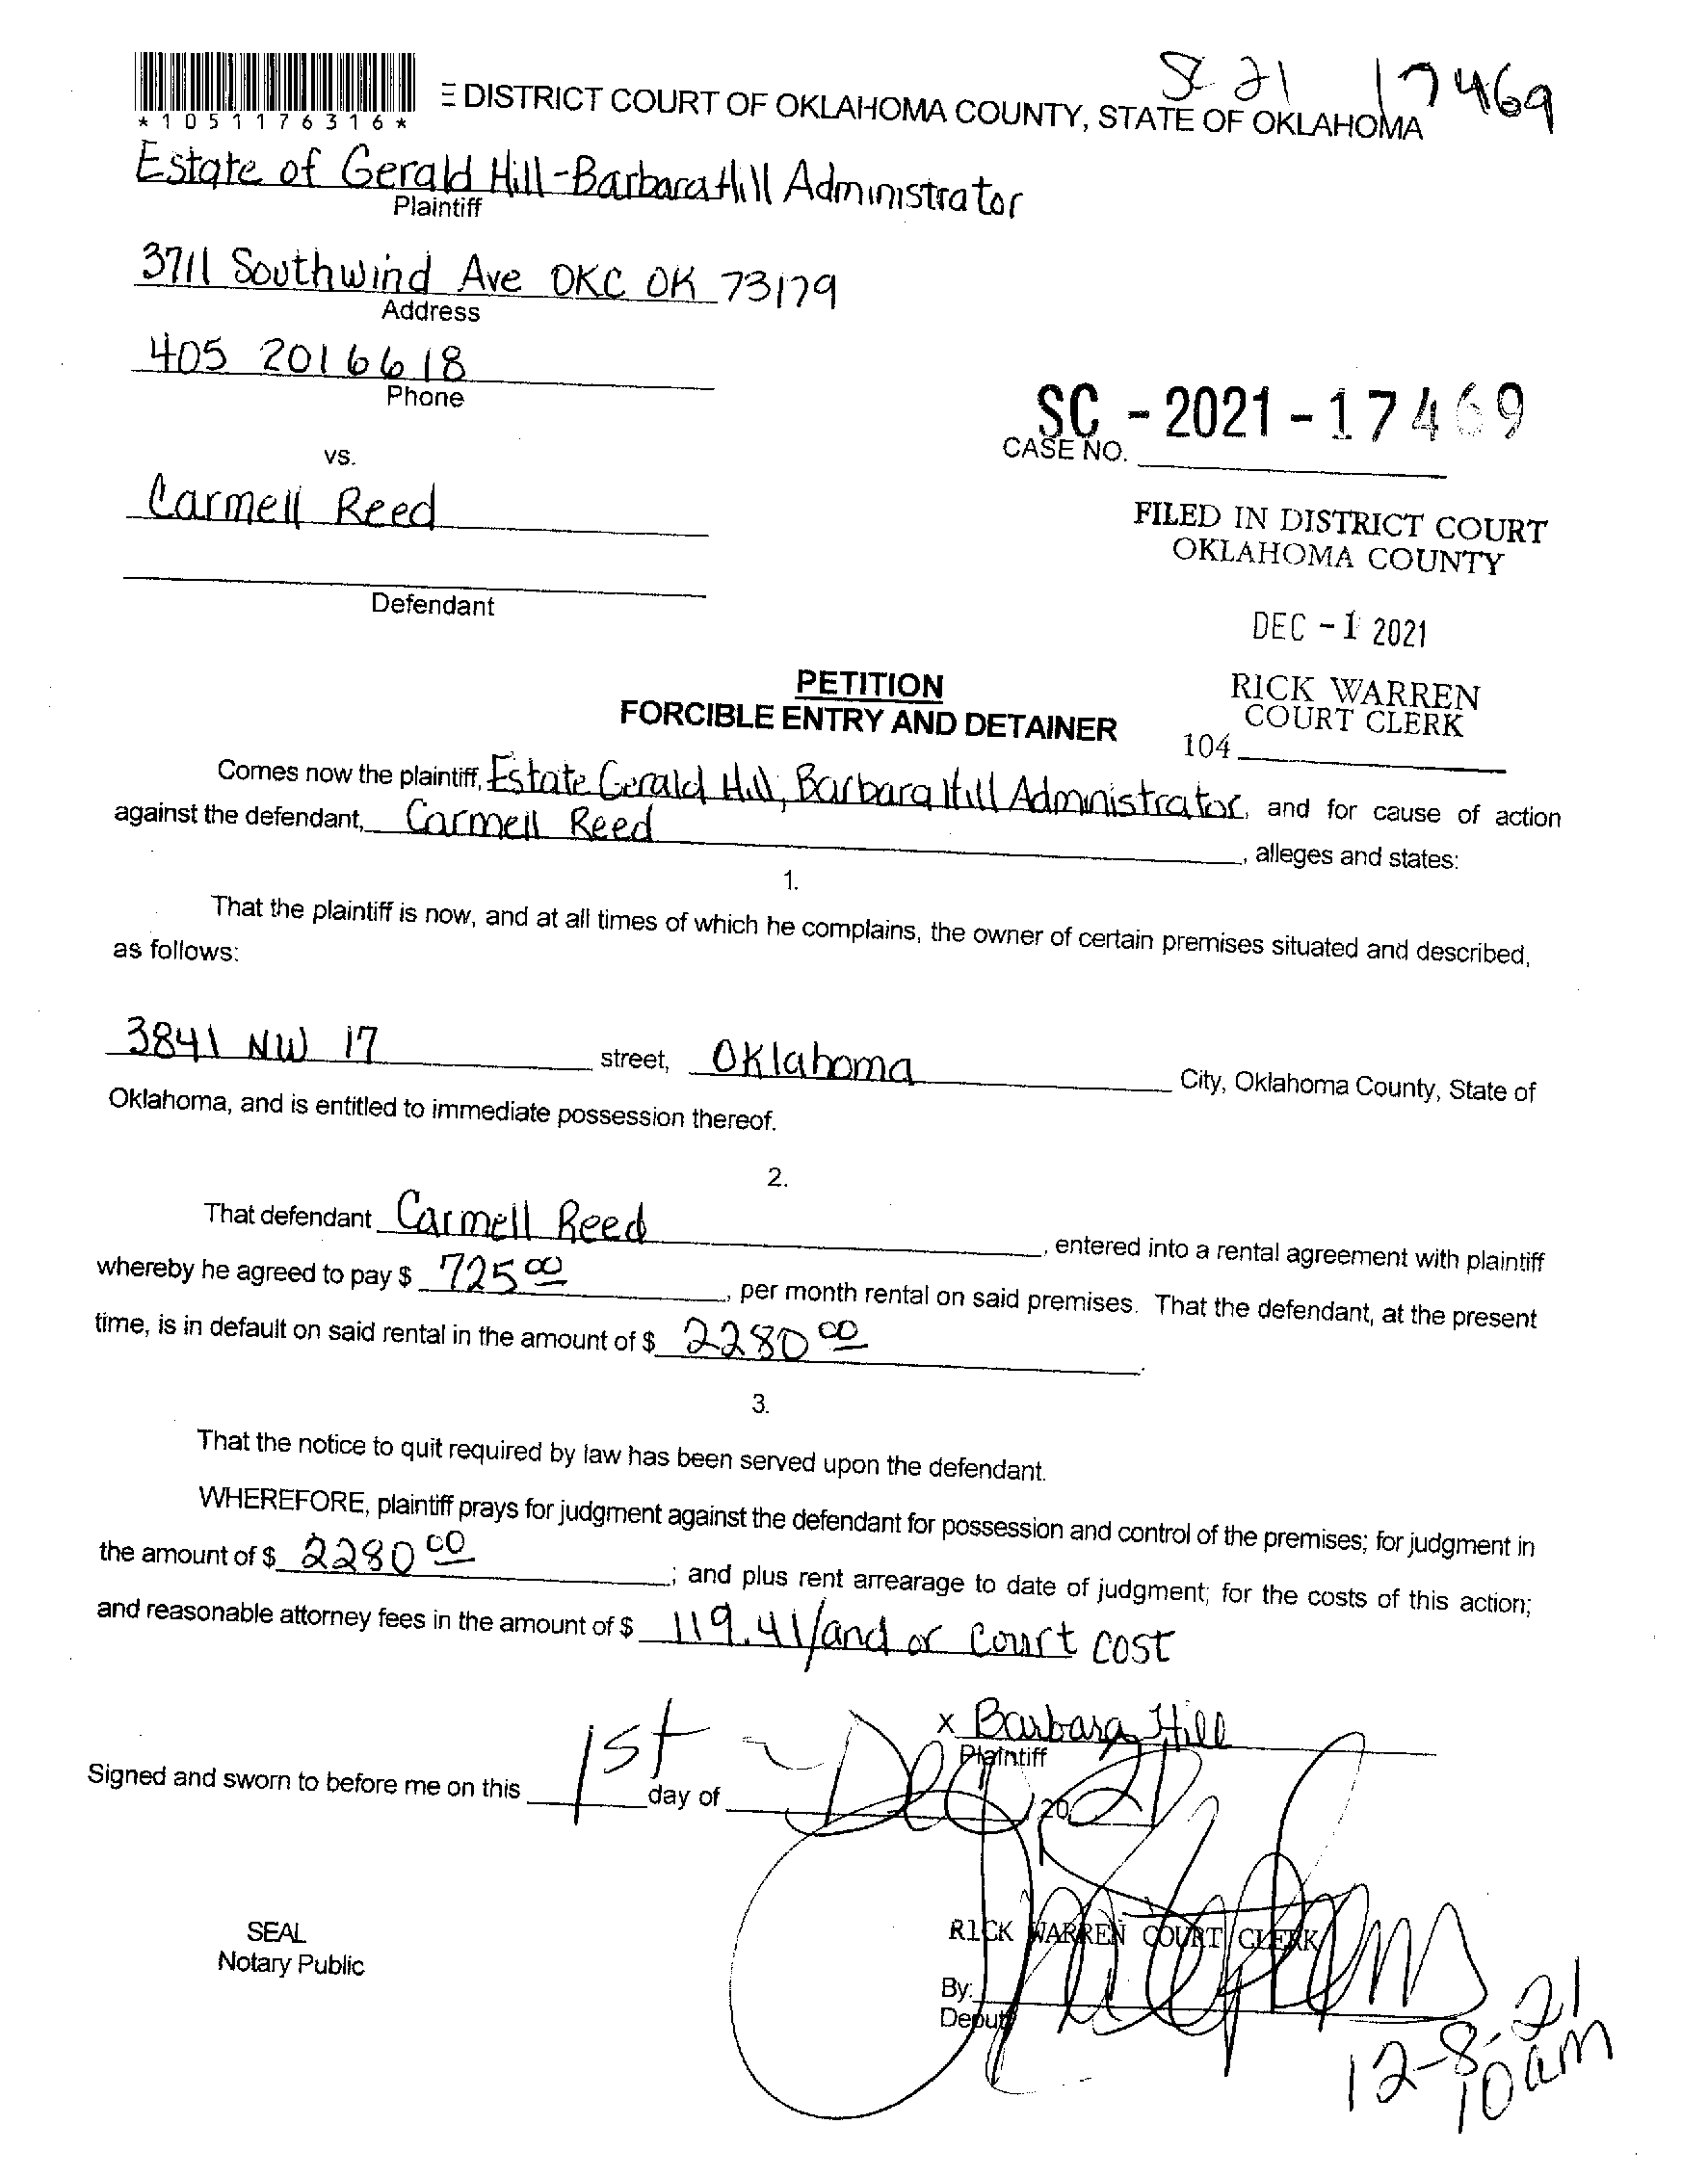 SC 21 17469
*1051176316*
E DISTRICT COURT OF OKLAHOMA COUNTY, STATE OF OKLAHOMA
Estate of Gerald Hill-Barbara Hill Administrator
Plaintiff
3711 Southwind Ave OKC OK 73179
Address
405 201 6618
Phone
SC - 2021 - 17469
CASE NO.
vs.
Carmell Reed
FILED IN DISTRICT COURT
OKLAHOMA COUNTY
Defendant
DEC -1 2021
PETITION
FORCIBLE ENTRY AND DETAINER
RICK WARREN
COURT CLERK
104
Comes now the plaintiff, Estate Gerald Hill, Barbara Hill Administrator, and for cause of action
against the defendant, Carmell Reed, alleges and states:
1.
That the plaintiff is now, and at all times of which he complains, the owner of certain premises situated and described,
as follows:
3841 NW 17 street, Oklahoma City, Oklahoma County, State of
Oklahoma, and is entitled to immediate possession thereof.
2.
That defendant Carmell Reed, entered into a rental agreement with plaintiff
whereby he agreed to pay $ 725 00, per month rental on said premises. That the defendant, at the present
time, is in default on said rental in the amount of $ 2280 00.
3.
That the notice to quit required by law has been served upon the defendant.
WHEREFORE, plaintiff prays for judgment against the defendant for possession and control of the premises; for judgment in
the amount of $ 2280 00; and plus rent arrearage to date of judgment; for the costs of this action;
and reasonable attorney fees in the amount of $ 119.41/and or Court cost
x Barbara Hill
Plaintiff
Signed and sworn to before me on this 1st day of Dec, 2021
SEAL
Notary Public
RICK WARREN COURT CLERK
By:
Deputy
12-8-21
10am